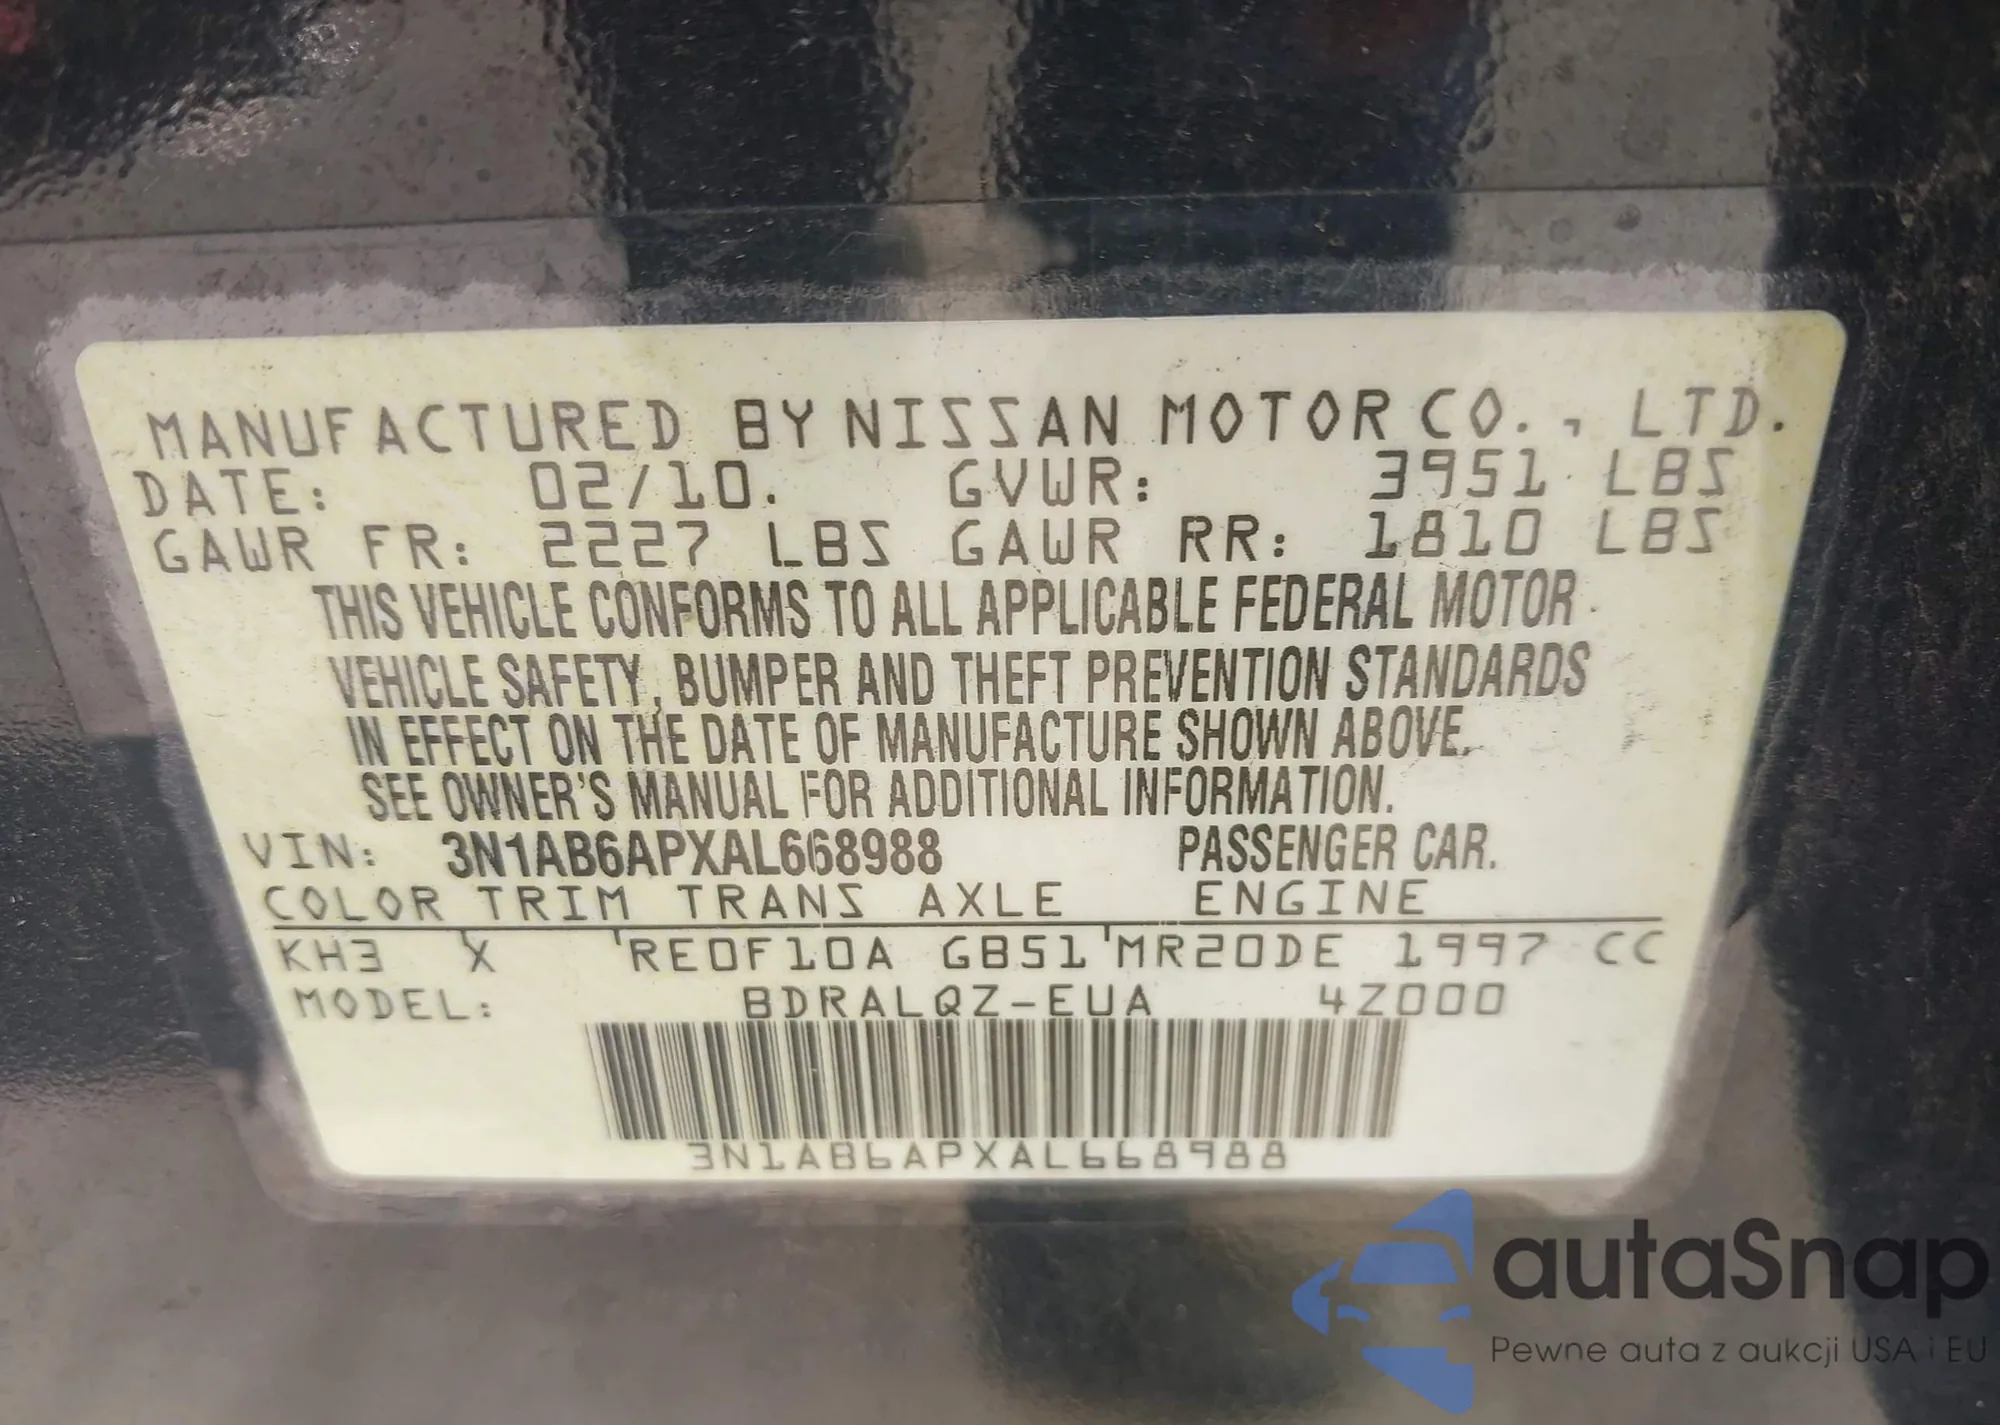 MANUFACTURED BY NISSAN MOTOR CO., LTD.
DATE: 02/10. GVWR: 3951 LBS
GAWR FR: 2227 LBS GAWR RR: 1810 LBS
THIS VEHICLE CONFORMS TO ALL APPLICABLE FEDERAL MOTOR
VEHICLE SAFETY, BUMPER AND THEFT PREVENTION STANDARDS
IN EFFECT ON THE DATE OF MANUFACTURE SHOWN ABOVE.
SEE OWNER'S MANUAL FOR ADDITIONAL INFORMATION.
VIN: 3N1AB6APXAL668988 PASSENGER CAR.
COLOR TRIM TRANS AXLE ENGINE
KH3 X RE0F10A GB51 MR20DE 1997 CC
MODEL: BDRALQZ-EUA 4Z000
3N1AB6APXAL668988
autaSnap
Pewne auta z aukcji USA i EU